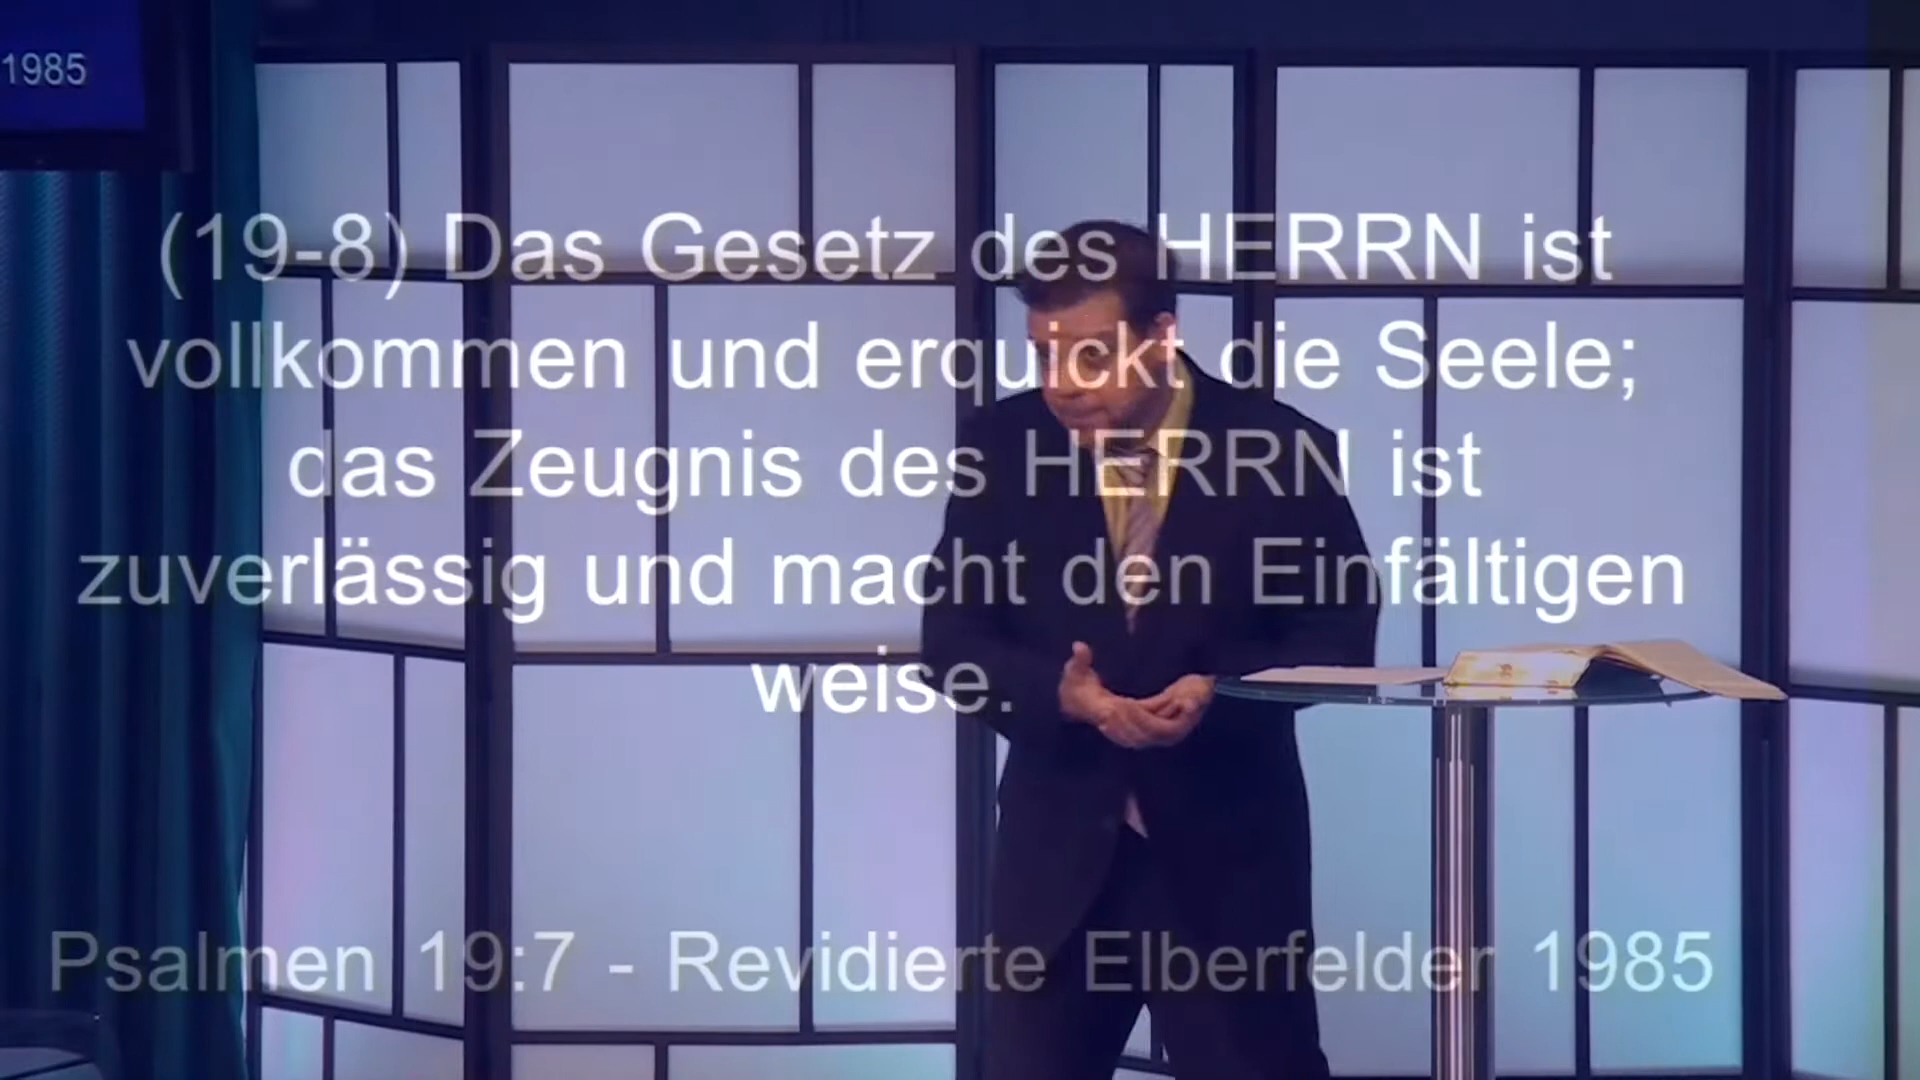 1985
(19-8) Das Gesetz des HERRN ist
vollkommen und erquickt die Seele;
das Zeugnis des HERRN ist
zuverlässig und macht den Einfältigen
weise.
Psalmen 19:7 - Revidierte Elberfelder 1985